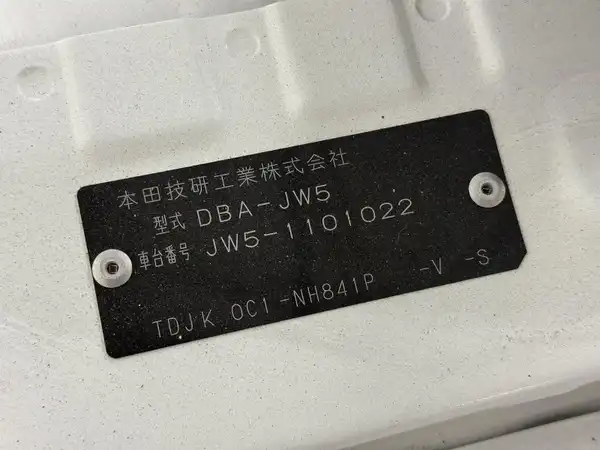 本田技研工業株式会社
型式 DBA-JW5
車台番号 JW5-1101022
TDJK 0C1-NH841P -V -S